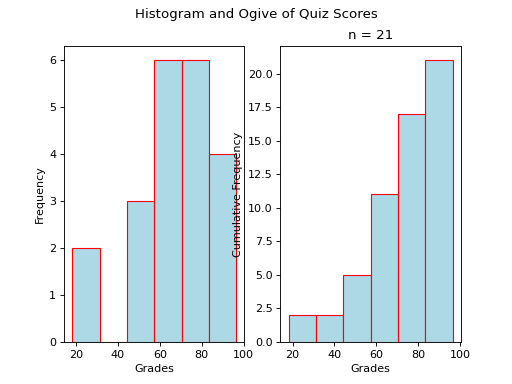 Histogram and Ogive of Quiz Scores
n = 21
6
5
4
3
2
1
0
Frequency
20 40 60 80 100
Grades
20.0
17.5
15.0
12.5
10.0
7.5
5.0
2.5
0.0
Cumulative Frequency
20 40 60 80 100
Grades